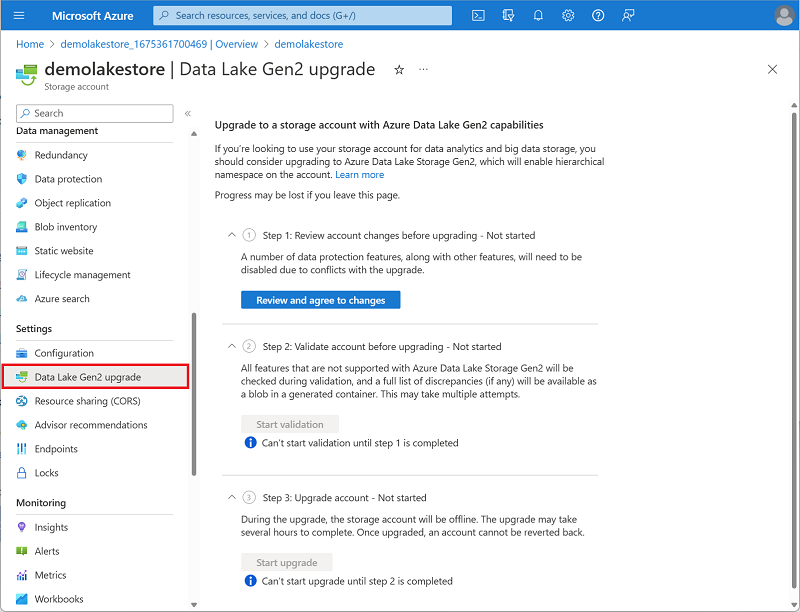 Microsoft Azure
Search resources, services, and docs (G+/)
Home > demolakestore_1675361700469 | Overview > demolakestore
demolakestore | Data Lake Gen2 upgrade
Storage account
Search
Data management
Redundancy
Data protection
Object replication
Blob inventory
Static website
Lifecycle management
Azure search
Settings
Configuration
Data Lake Gen2 upgrade
Resource sharing (CORS)
Advisor recommendations
Endpoints
Locks
Monitoring
Insights
Alerts
Metrics
Workbooks
Upgrade to a storage account with Azure Data Lake Gen2 capabilities
If you're looking to use your storage account for data analytics and big data storage, you
should consider upgrading to Azure Data Lake Storage Gen2, which will enable hierarchical
namespace on the account. Learn more
Progress may be lost if you leave this page.
1 Step 1: Review account changes before upgrading - Not started
A number of data protection features, along with other features, will need to be
disabled due to conflicts with the upgrade.
Review and agree to changes
2 Step 2: Validate account before upgrading - Not started
All features that are not supported with Azure Data Lake Storage Gen2 will be
checked during validation, and a full list of discrepancies (if any) will be available as
a blob in a generated container. This may take multiple attempts.
Start validation
Can't start validation until step 1 is completed
3 Step 3: Upgrade account - Not started
During the upgrade, the storage account will be offline. The upgrade may take
several hours to complete. Once upgraded, an account cannot be reverted back.
Start upgrade
Can't start upgrade until step 2 is completed